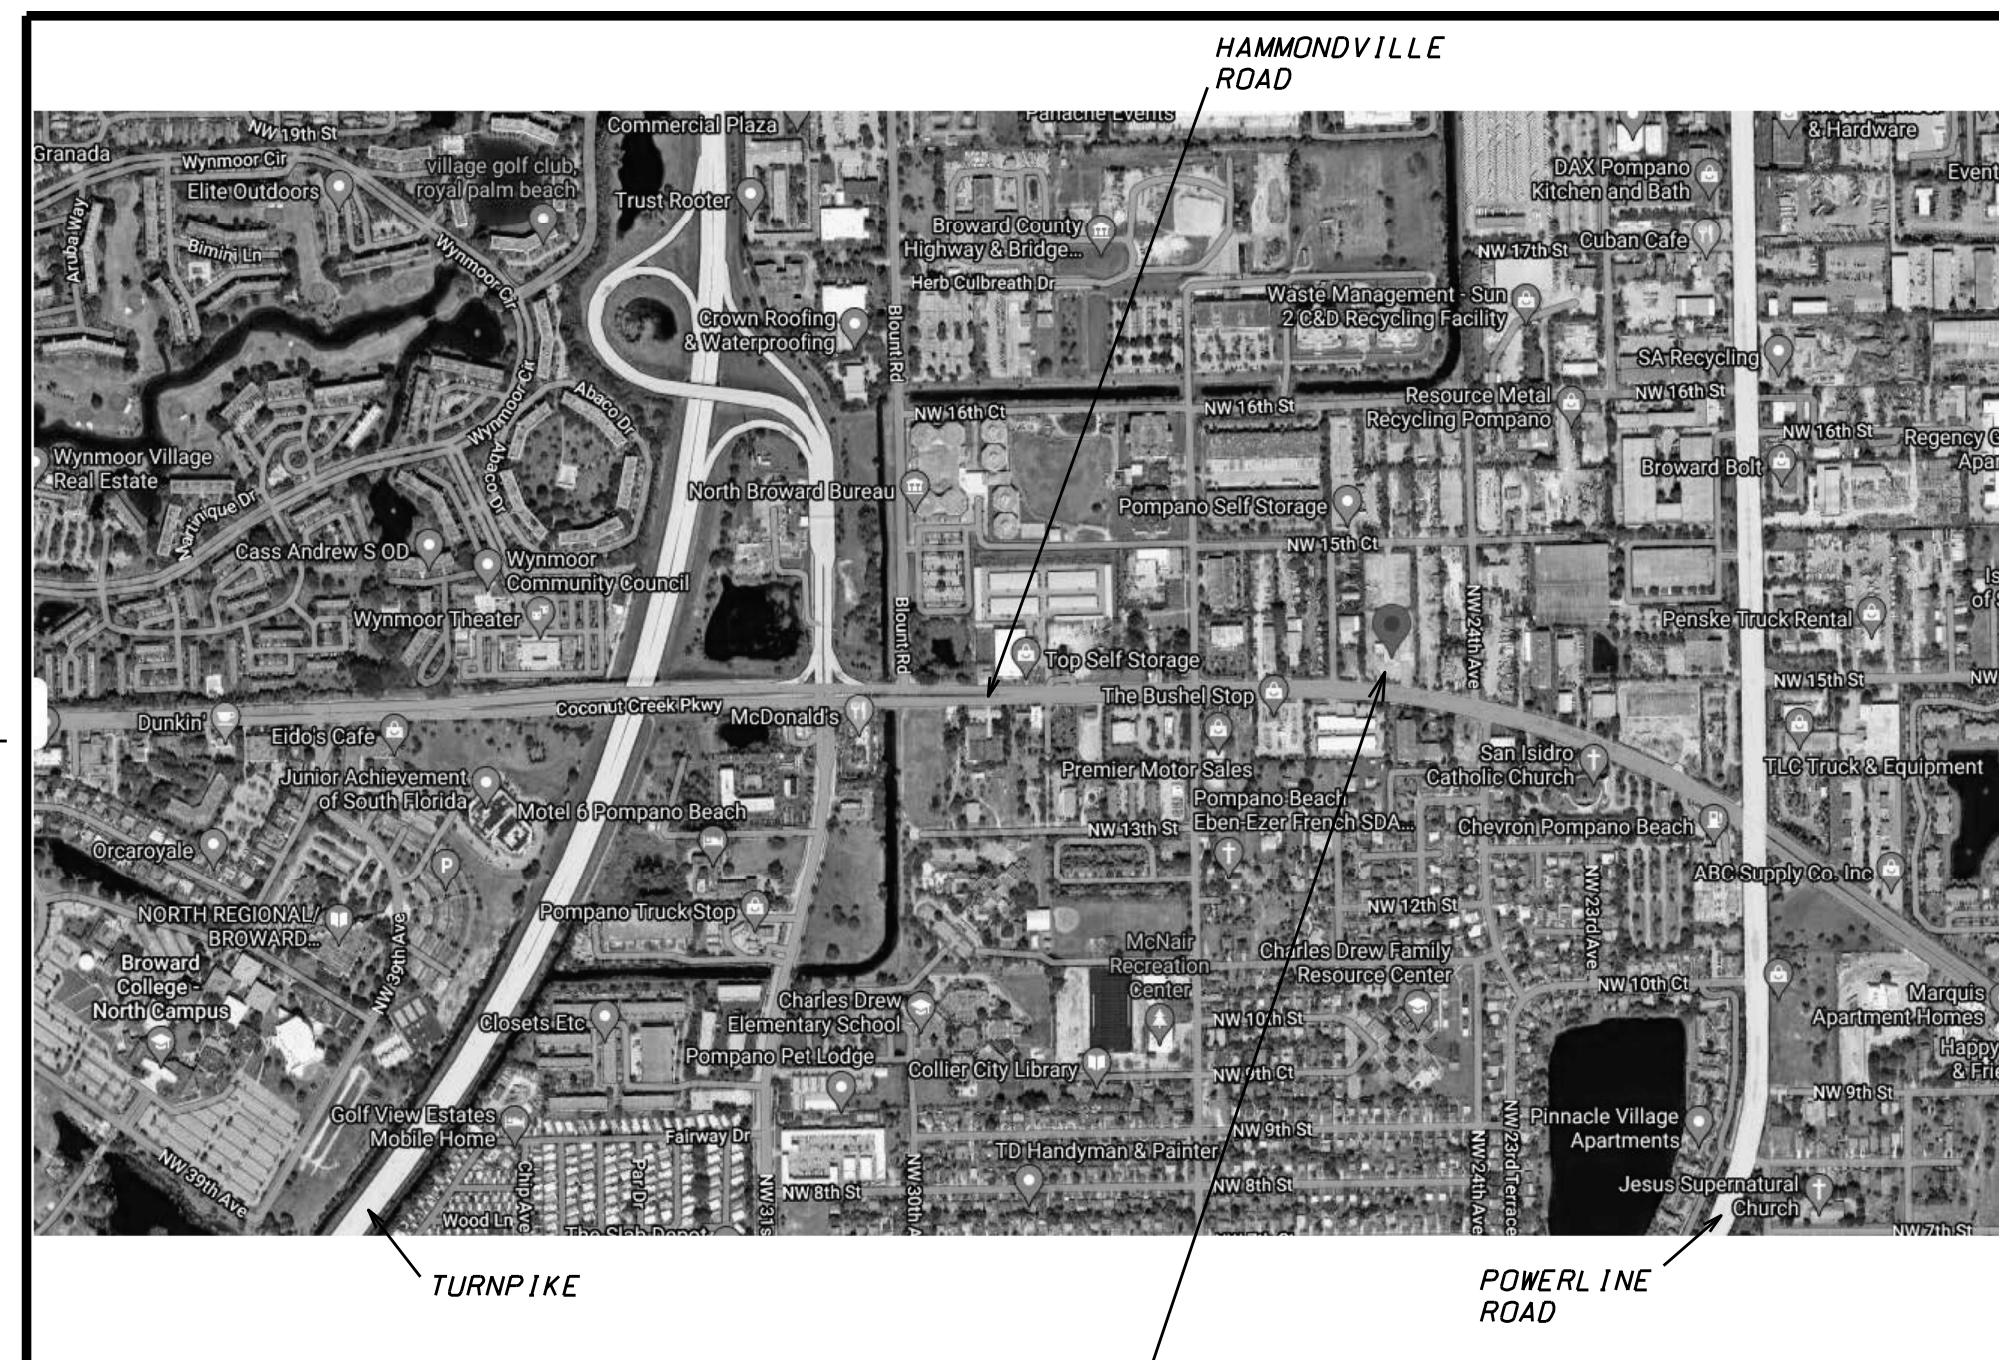 HAMMONDVILLE
ROAD
Commercial Plaza
Panache Events
& Hardware
NW 19th St
Granada
Wynmoor Cir
village golf club,
royal palm beach
Elite Outdoors
Trust Rooter
DAX Pompano
Kitchen and Bath
Event
Aruba Way
Bimini Ln
Wynmoor Cir
Broward County
Highway & Bridge...
Herb Culbreath Dr
NW 17th St
Cuban Cafe
Waste Management - Sun
2 C&D Recycling Facility
Crown Roofing
& Waterproofing
Blount Rd
SA Recycling
Wynmoor Cir
Abaco Dr
NW 16th Ct
NW 16th St
Resource Metal
Recycling Pompano
NW 16th St
NW 16th St
Regency
Wynmoor Village
Real Estate
Abaco Dr
Martinique Dr
North Broward Bureau
Pompano Self Storage
Broward Bolt
NW 15th Ct
Cass Andrew S OD
Wynmoor
Community Council
Wynmoor Theater
Blount Rd
NW 24th Ave
Penske Truck Rental
Top Self Storage
The Bushel Stop
NW 15th St
NW
Coconut Creek Pkwy
McDonald's
Dunkin'
Eido's Cafe
Junior Achievement
of South Florida
Motel 6 Pompano Beach
Premier Motor Sales
San Isidro
Catholic Church
TLC Truck & Equipment
Pompano Beach
Eben-Ezer French SDA...
NW 13th St
Chevron Pompano Beach
Orcaroyale
P
ABC Supply Co. Inc
NORTH REGIONAL/
BROWARD...
Pompano Truck Stop
NW 39th Ave
NW 12th St
NW 23rd Ave
McNair
Recreation
Center
Charles Drew Family
Resource Center
Broward
College -
North Campus
NW 10th Ct
Marquis
Apartment Homes
Closets Etc
Charles Drew
Elementary School
NW 10th St
Pompano Pet Lodge
Collier City Library
NW 9th Ct
Happy
& Frie
NW 9th St
Golf View Estates
Mobile Home
Fairway Dr
TD Handyman & Painter
NW 9th St
Pinnacle Village
Apartments
NW 39th Ave
Chip Ave
Par Dr
NW 31s
NW 8th St
NW 30th A
NW 8th St
NW 24th Ave
NW 23rd Terrace
Jesus Supernatural
Church
Wood Ln
The Slab Depot
NW 7th St
TURNPIKE
POWERLINE
ROAD